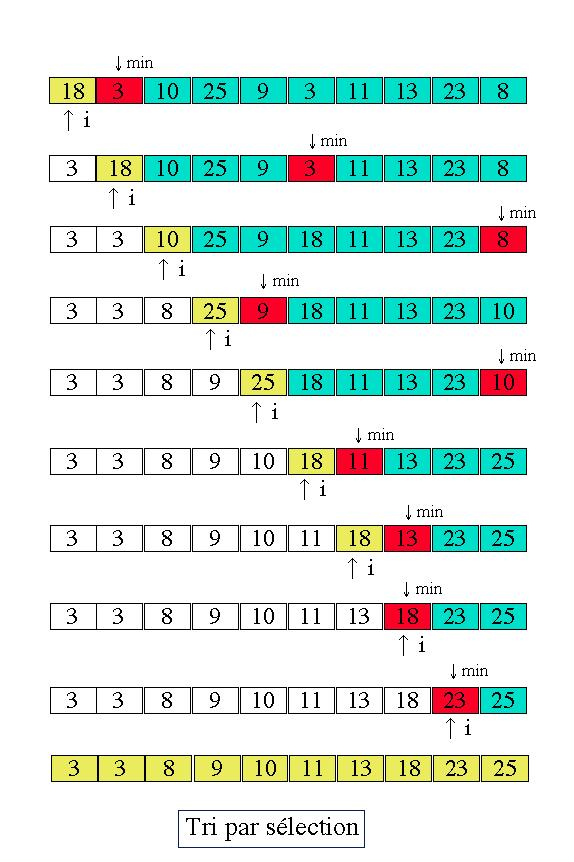 ↓ min
18 3 10 25 9 3 11 13 23 8
↑ i
↓ min
3 18 10 25 9 3 11 13 23 8
↑ i
↓ min
3 3 10 25 9 18 11 13 23 8
↑ i
↓ min
3 3 8 25 9 18 11 13 23 10
↑ i
↓ min
3 3 8 9 25 18 11 13 23 10
↑ i
↓ min
3 3 8 9 10 18 11 13 23 25
↑ i
↓ min
3 3 8 9 10 11 18 13 23 25
↑ i
↓ min
3 3 8 9 10 11 13 18 23 25
↑ i
↓ min
3 3 8 9 10 11 13 18 23 25
↑ i
3 3 8 9 10 11 13 18 23 25
Tri par sélection